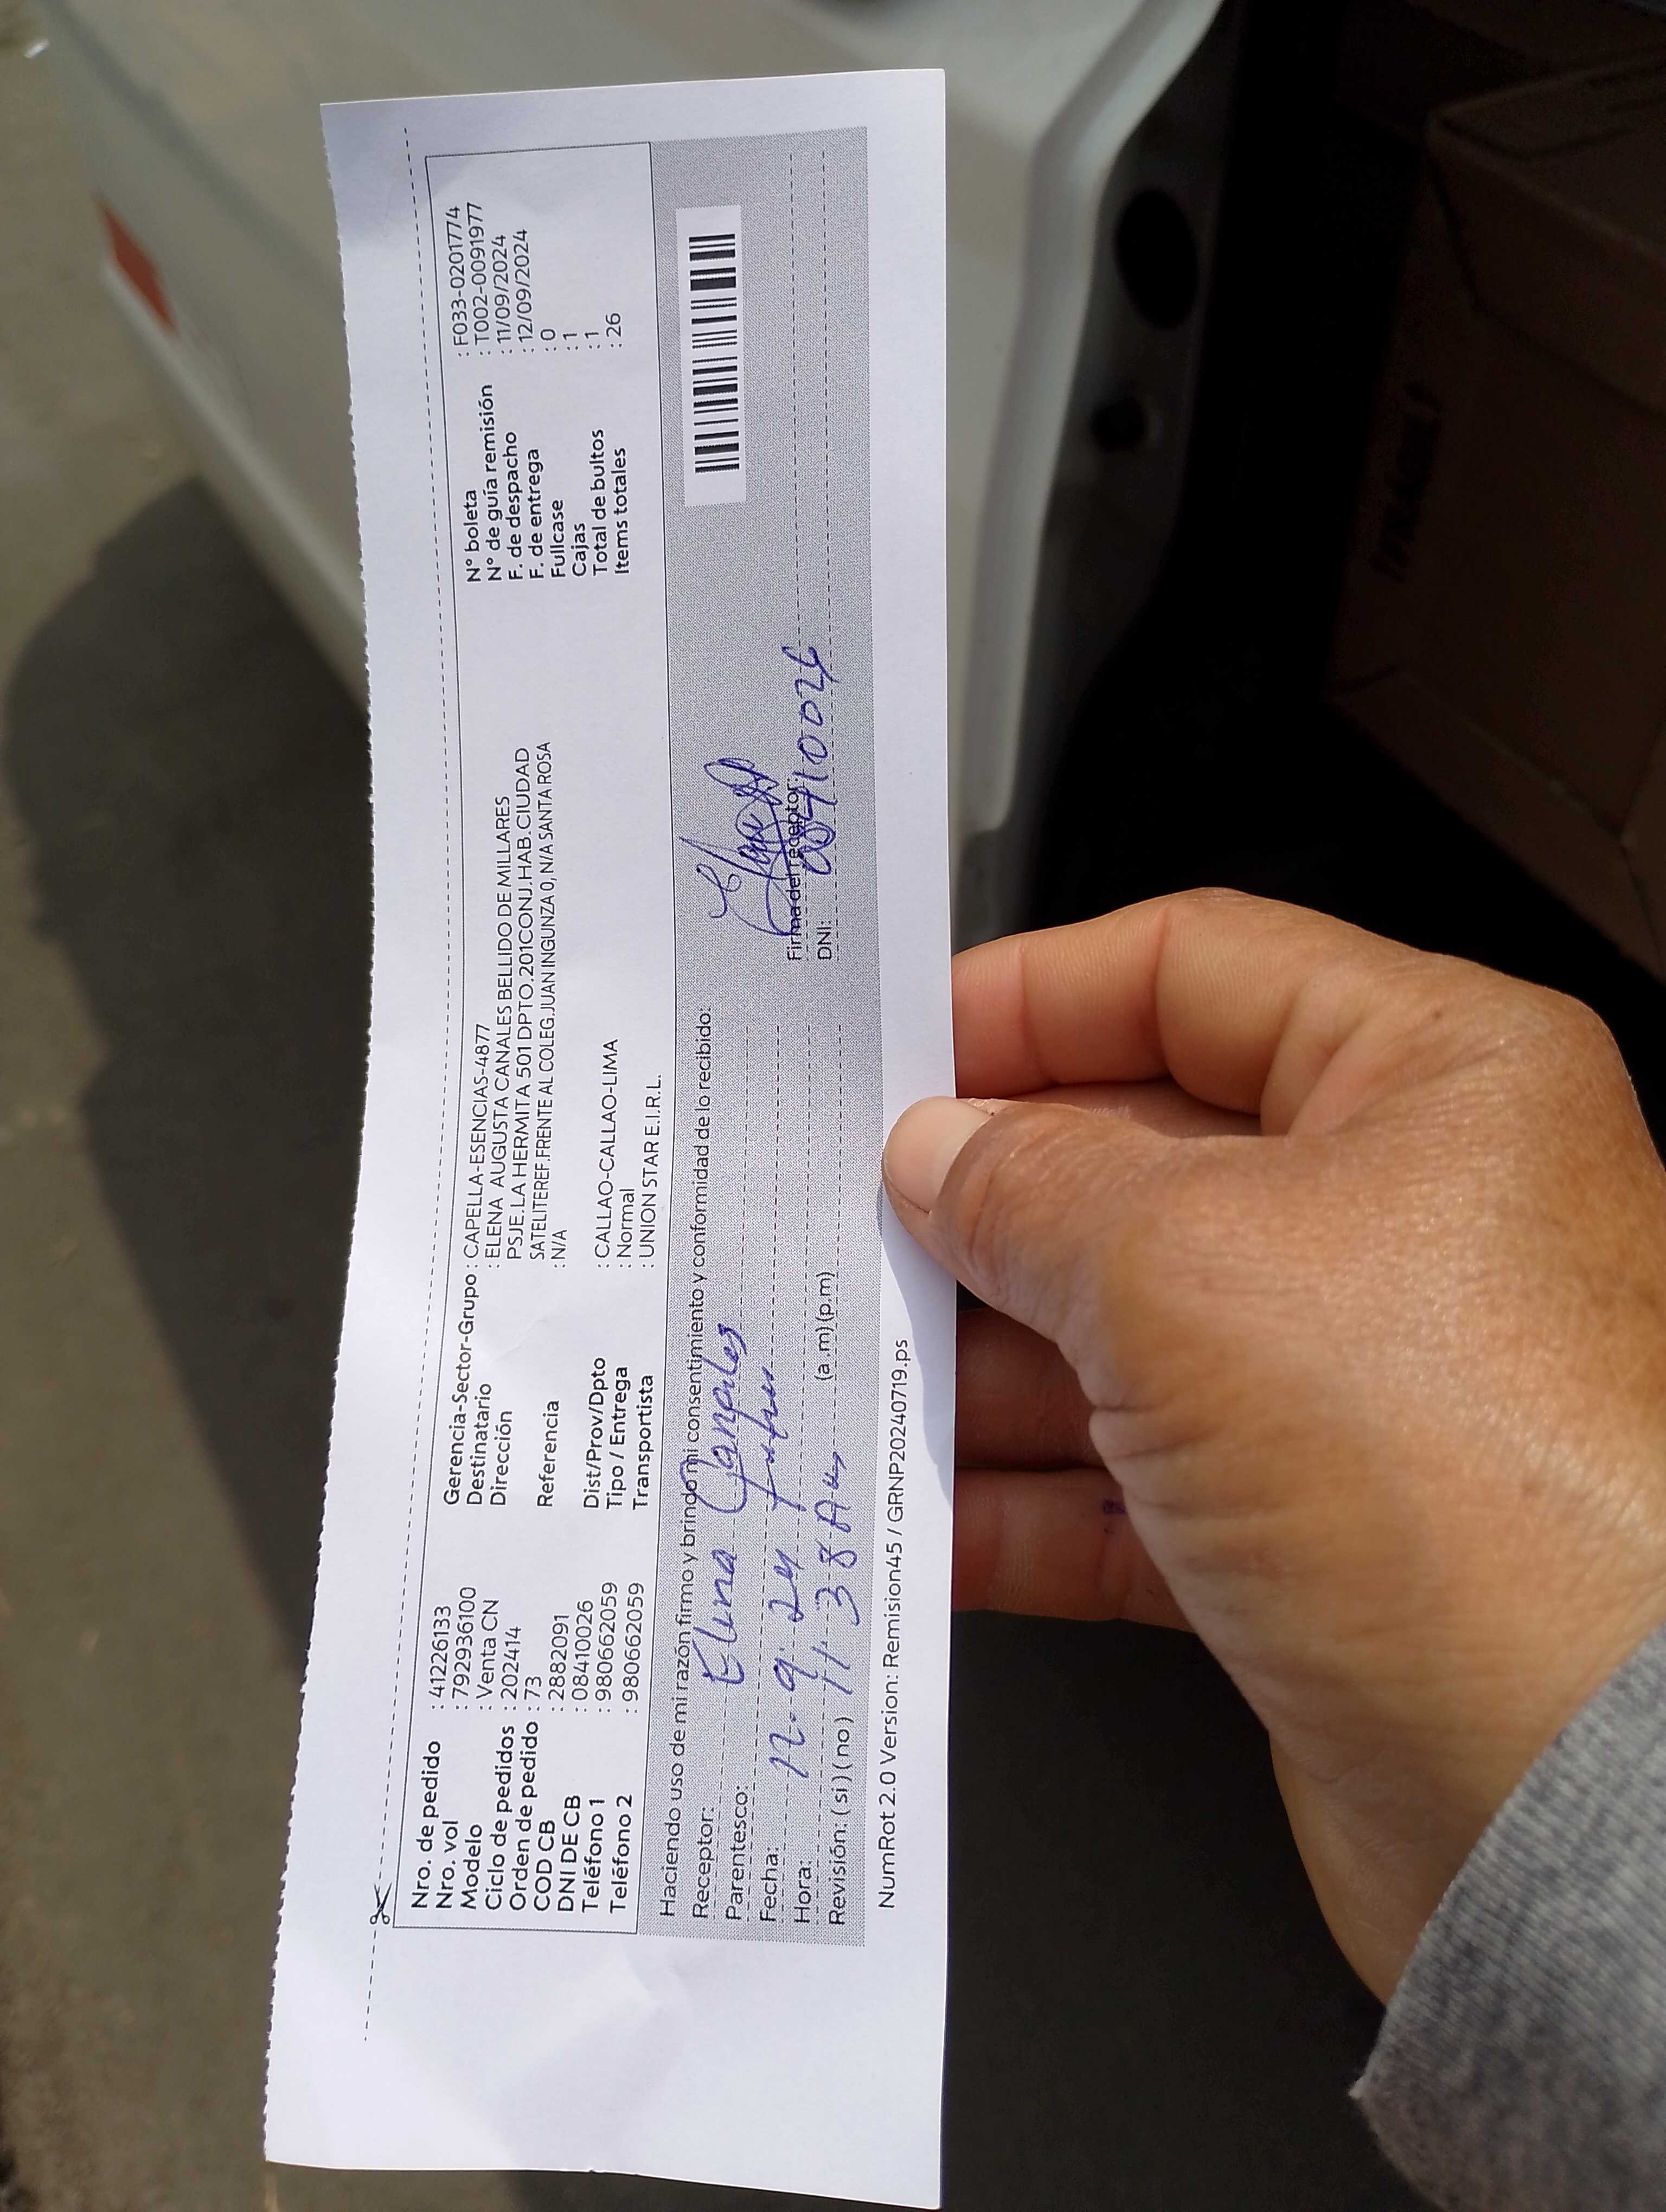 Nro. de pedido : 41226133
Nro. vol : 7929936100
Modelo : Venta CN
Ciclo de pedidos : 202414
Orden de pedido : 73
COD CB : 2882091
DNI DE CB : 08410026
Teléfono 1 : 980662059
Teléfono 2 : 980662059
Gerencia-Sector-Grupo : CAPELLA-ESENCIAS-4877
Destinatario : ELENA AUGUSTA CANALES BELLIDO DE MILLARES
Dirección PSJE.LA HERMITA 501 DPTO.201CONJ.HAB.CIUDAD
SATELITEREF.FRENTE AL COLEG.JUAN INGUNZA 0, N/A SANTA ROSA
Referencia : N/A
Dist/Prov/Dpto : CALLAO-CALLAO-LIMA
Tipo / Entrega : Normal
Transportista : UNION STAR E.I.R.L.
N° boleta : F033-0201774
N° de guía remisión : T002-0091977
F. de despacho : 11/09/2024
F. de entrega : 12/09/2024
Fullcase : 0
Cajas : 1
Total de bultos : 1
Items totales : 26
Haciendo uso de mi razón firmo y brindo mi consentimiento y conformidad de lo recibido:
Receptor: Elena Canales
Parentesco:
Fecha: 12. 9. 24
Hora: 11 38 Am
Revisión: (si) (no) (a.m) (p.m)
Firma del receptor
DNI: 08410026
NumRot 2.0 Version: Remision45 / GRNP20240719.ps